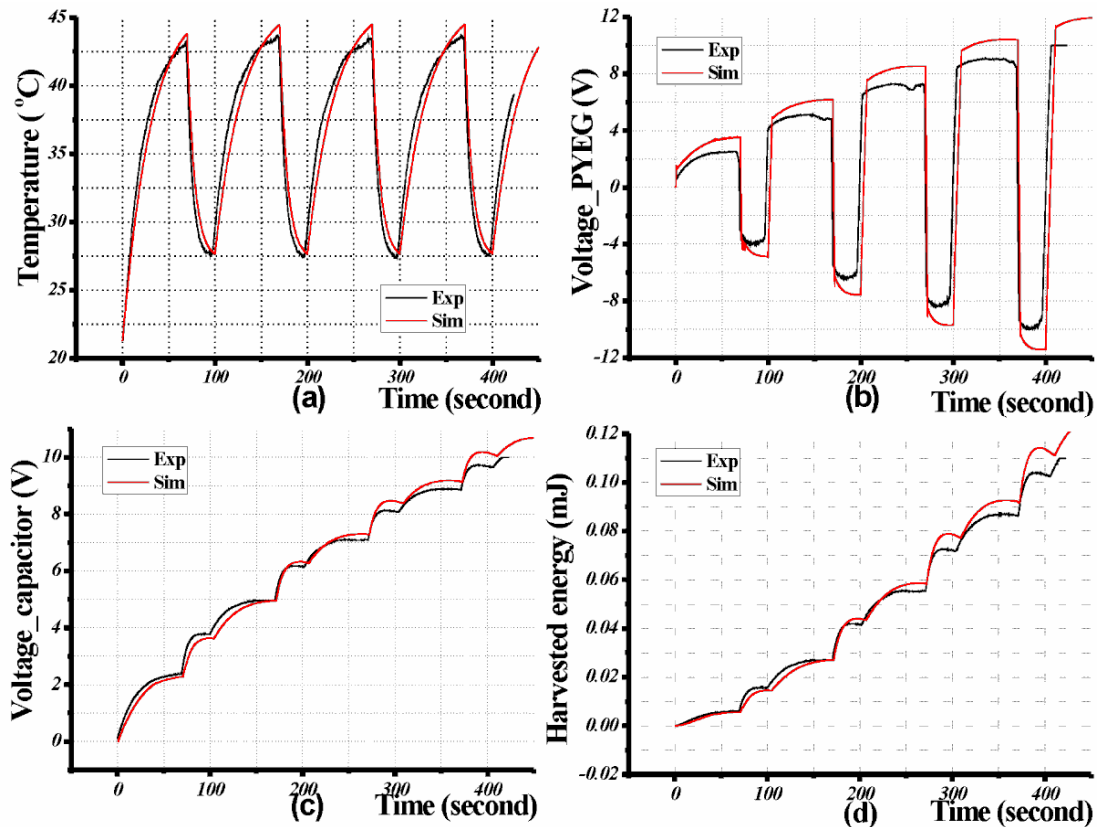 45
40
35
30
25
20
Temperature ( °C)
Exp
Sim
0 100 200 300 400
(a) Time (second)
12
8
4
0
-4
-8
-12
Voltage_PYEG (V)
Exp
Sim
0 100 200 300 400
(b) Time (second)
10
8
6
4
2
0
Voltage_capacitor (V)
Exp
Sim
0 100 200 300 400
(c) Time (second)
0.12
0.10
0.08
0.06
0.04
0.02
0.00
-0.02
Harvested energy (mJ)
Exp
Sim
0 100 200 300 400
(d) Time (second)